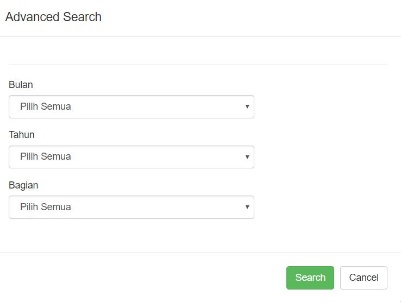 Advanced Search
Bulan
Pilih Semua
Tahun
Pilih Semua
Bagian
Pilih Semua
Search Cancel